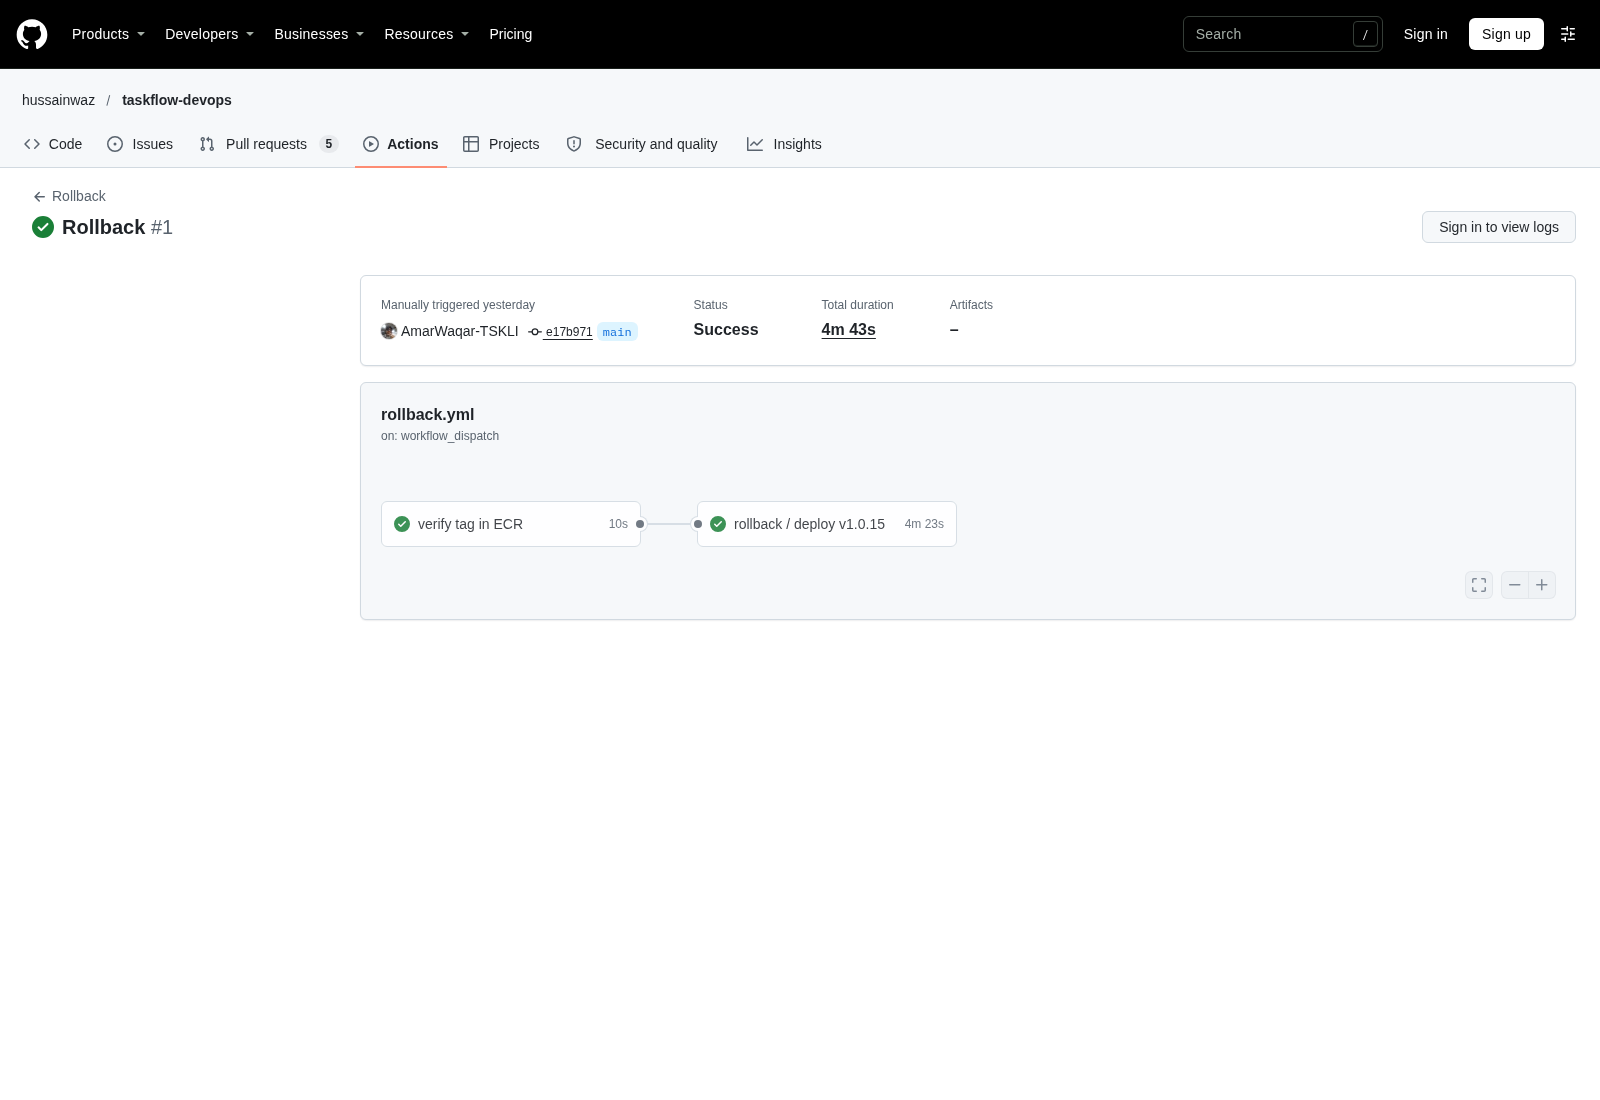 Products Developers Businesses Resources Pricing Search / Sign in Sign up
hussainwaz / taskflow-devops
Code Issues Pull requests 5 Actions Projects Security and quality Insights
Rollback
Rollback #1 Sign in to view logs
Manually triggered yesterday Status Total duration Artifacts
AmarWaqar-TSKLI e17b971 main Success 4m 43s –
rollback.yml
on: workflow_dispatch
verify tag in ECR 10s rollback / deploy v1.0.15 4m 23s